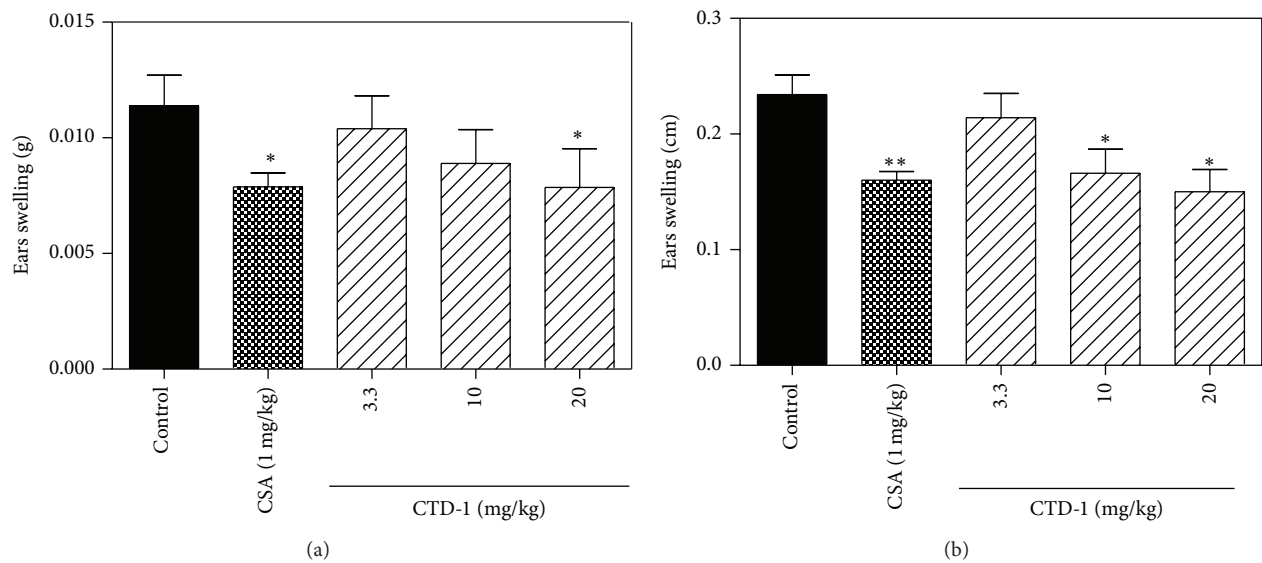 0.015
0.010
0.005
0.000
Ears swelling (g)
*
*
Control
CSA (1 mg/kg)
3.3
10
20
CTD-1 (mg/kg)
(a)
0.3
0.2
0.1
0.0
Ears swelling (cm)
**
*
*
Control
CSA (1 mg/kg)
3.3
10
20
CTD-1 (mg/kg)
(b)